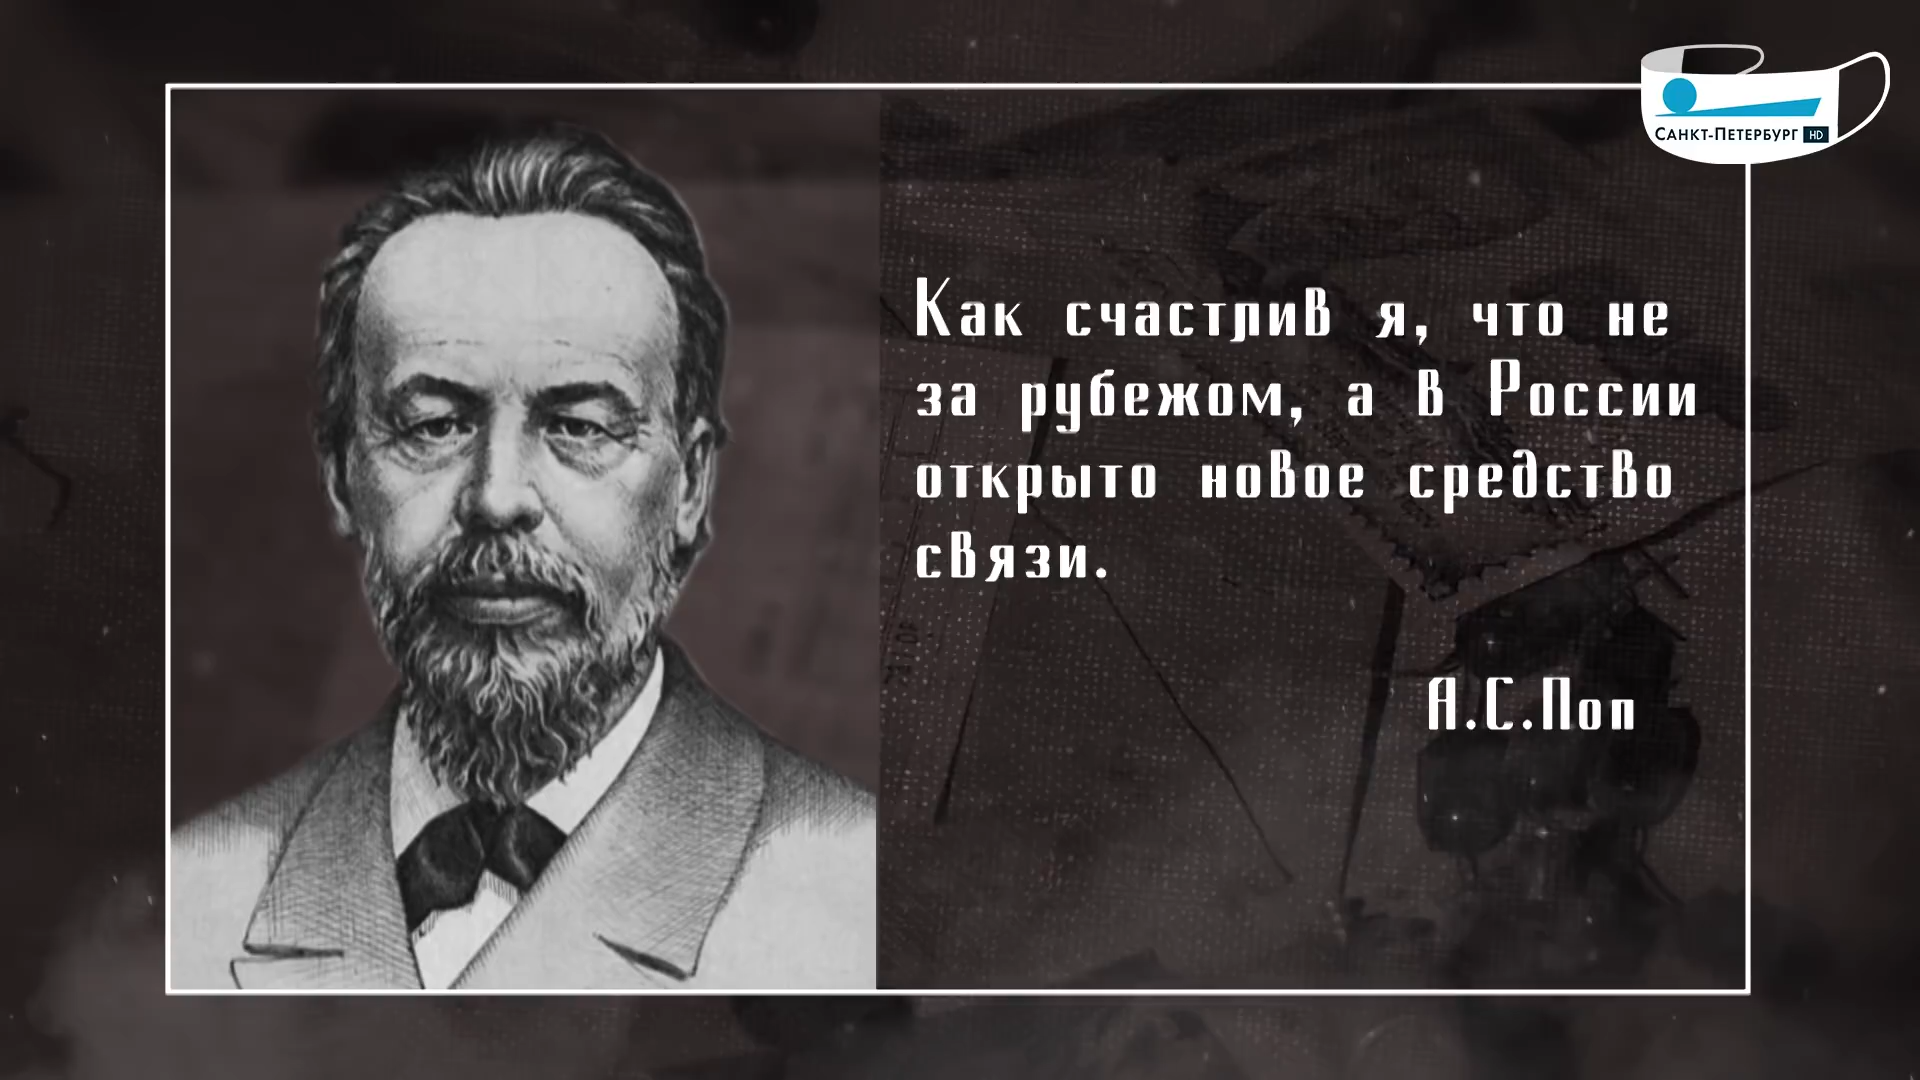 Санкт-Петербург HD
Как счастлив я, что не
за рубежом, а в России
открыто новое средство
связи.
А.С.Поп